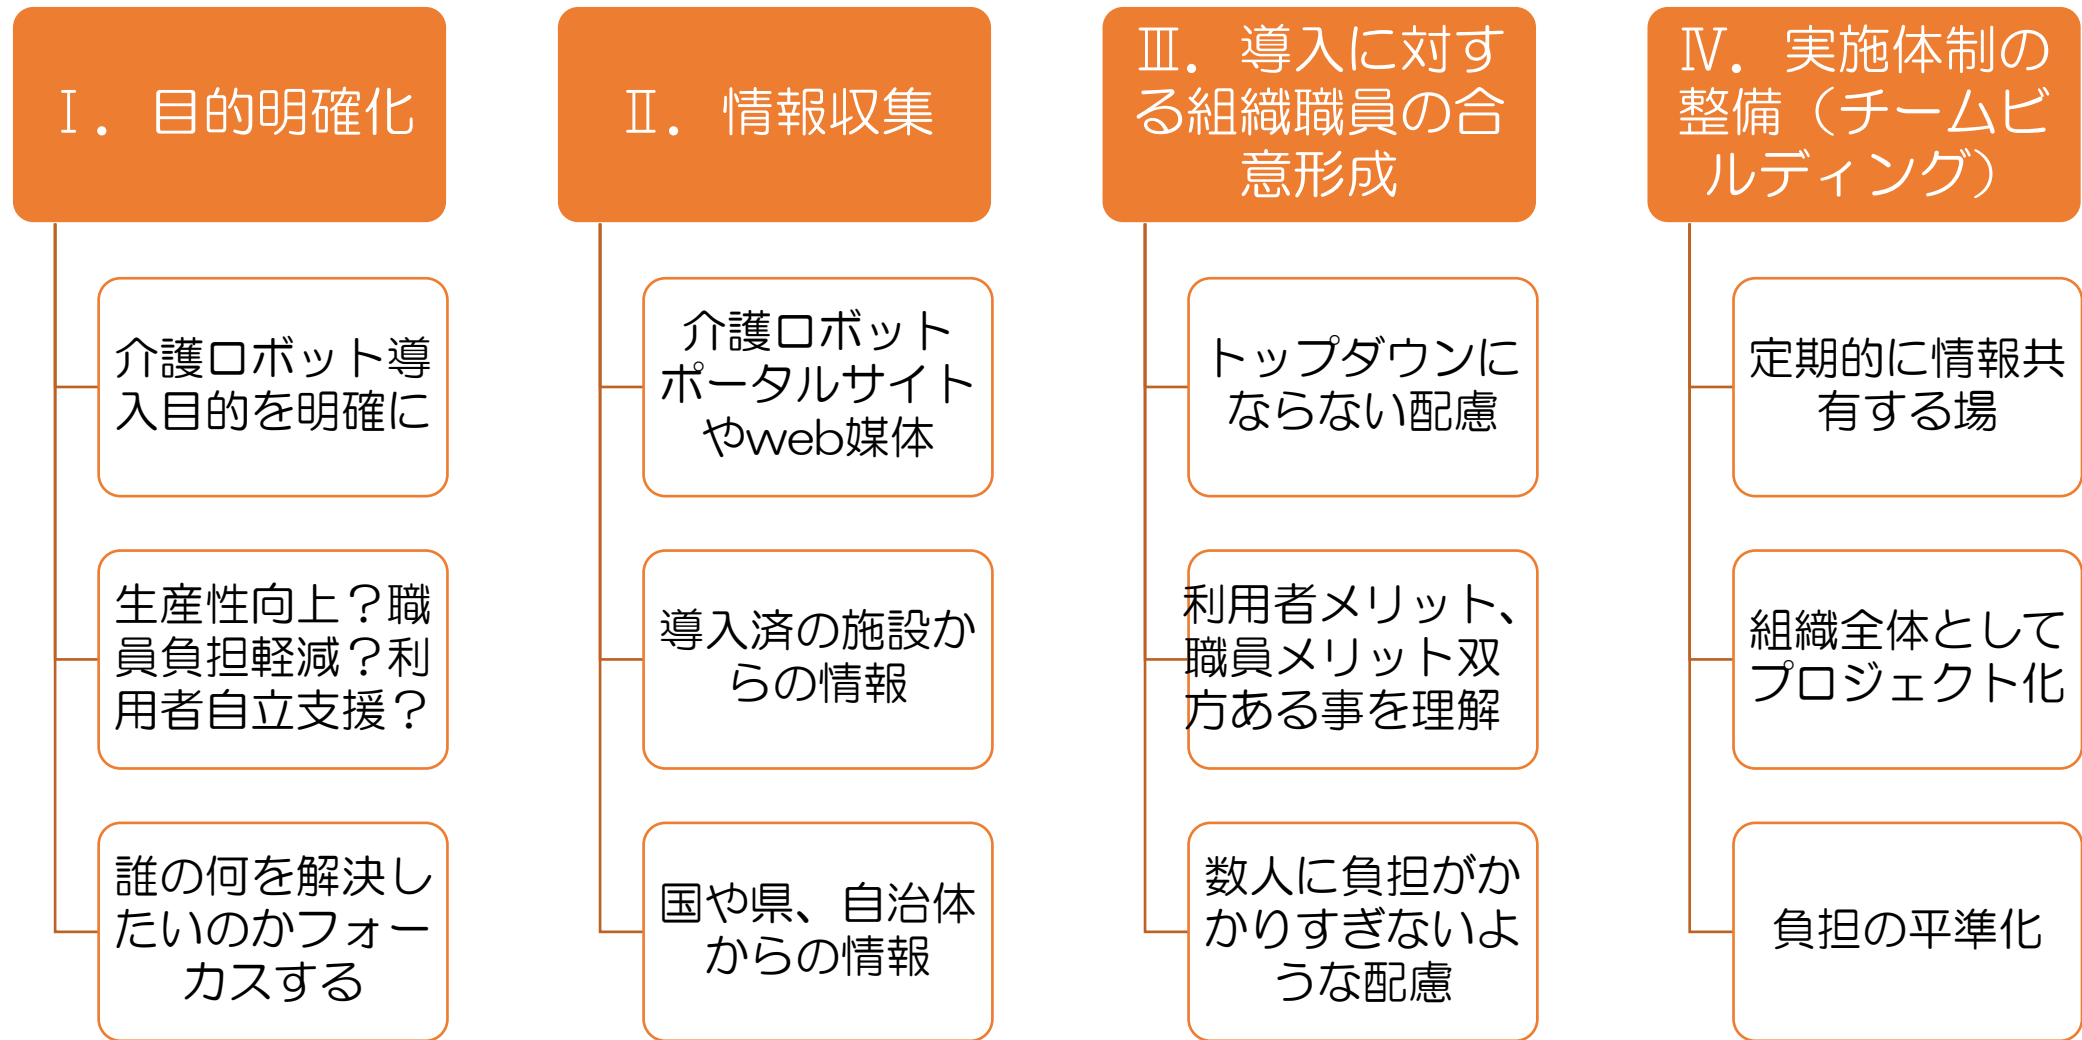 Ⅰ．目的明確化
介護ロボット導
入目的を明確に
生産性向上？職
員負担軽減？利
用者自立支援？
誰の何を解決し
たいのかフォー
カスする
Ⅱ．情報収集
介護ロボット
ポータルサイト
やweb媒体
導入済の施設か
らの情報
国や県、自治体
からの情報
Ⅲ．導入に対す
る組織職員の合
意形成
トップダウンに
ならない配慮
利用者メリット、
職員メリット双
方ある事を理解
数人に負担がか
かりすぎないよ
うな配慮
Ⅳ．実施体制の
整備（チームビ
ルディング）
定期的に情報共
有する場
組織全体として
プロジェクト化
負担の平準化